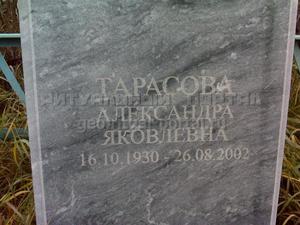 ТАРАСОВА
АЛЕКСАНДРА
ЯКОВЛЕВНА
16.10.1930 - 26.08.2002